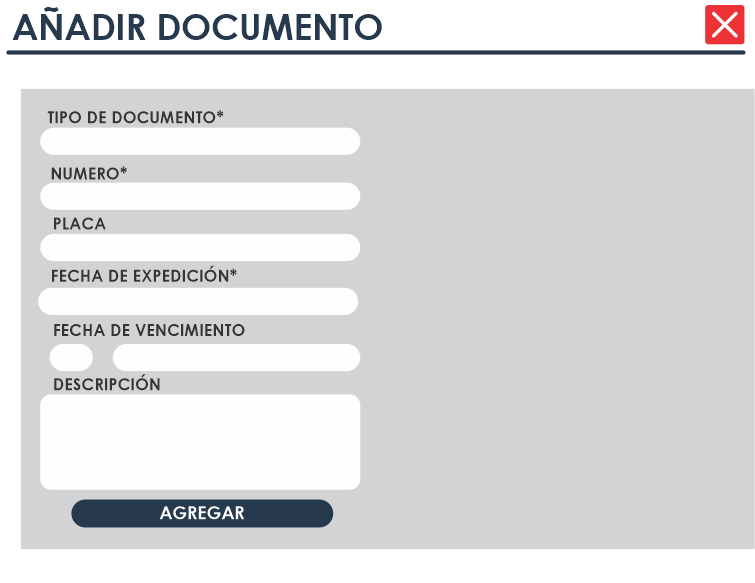 AÑADIR DOCUMENTO
TIPO DE DOCUMENTO*
NUMERO*
PLACA
FECHA DE EXPEDICIÓN*
FECHA DE VENCIMIENTO
DESCRIPCIÓN
AGREGAR